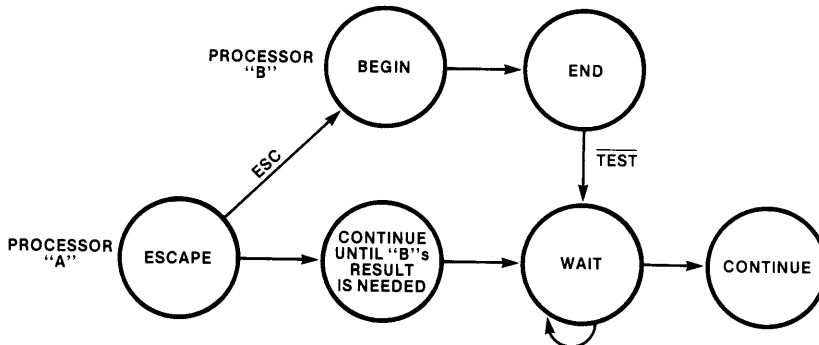 PROCESSOR
"B"
BEGIN
END
ESC
TEST
PROCESSOR
"A"
ESCAPE
CONTINUE
UNTIL "B"s
RESULT
IS NEEDED
WAIT
CONTINUE